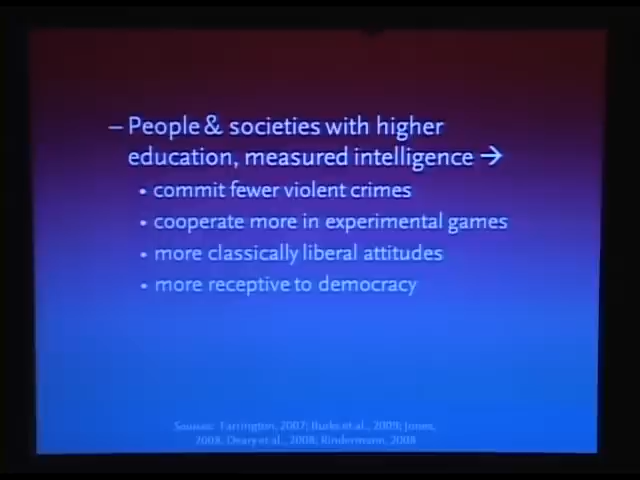 – People & societies with higher
education, measured intelligence →
• commit fewer violent crimes
• cooperate more in experimental games
• more classically liberal attitudes
• more receptive to democracy
Sources: Farrington, 2007; Burks et al., 2009; Jones,
2008, Deary et al., 2008; Rindermann, 2008